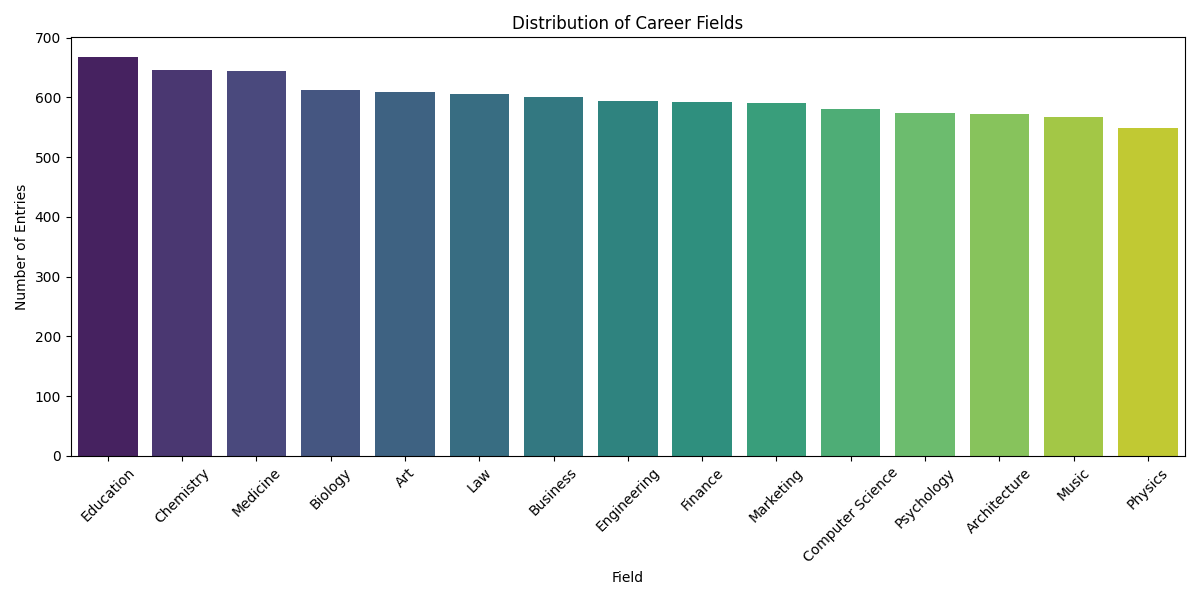 Distribution of Career Fields
Number of Entries
700
600
500
400
300
200
100
0
Education
Chemistry
Medicine
Biology
Art
Law
Business
Engineering
Finance
Marketing
Computer Science
Psychology
Architecture
Music
Physics
Field